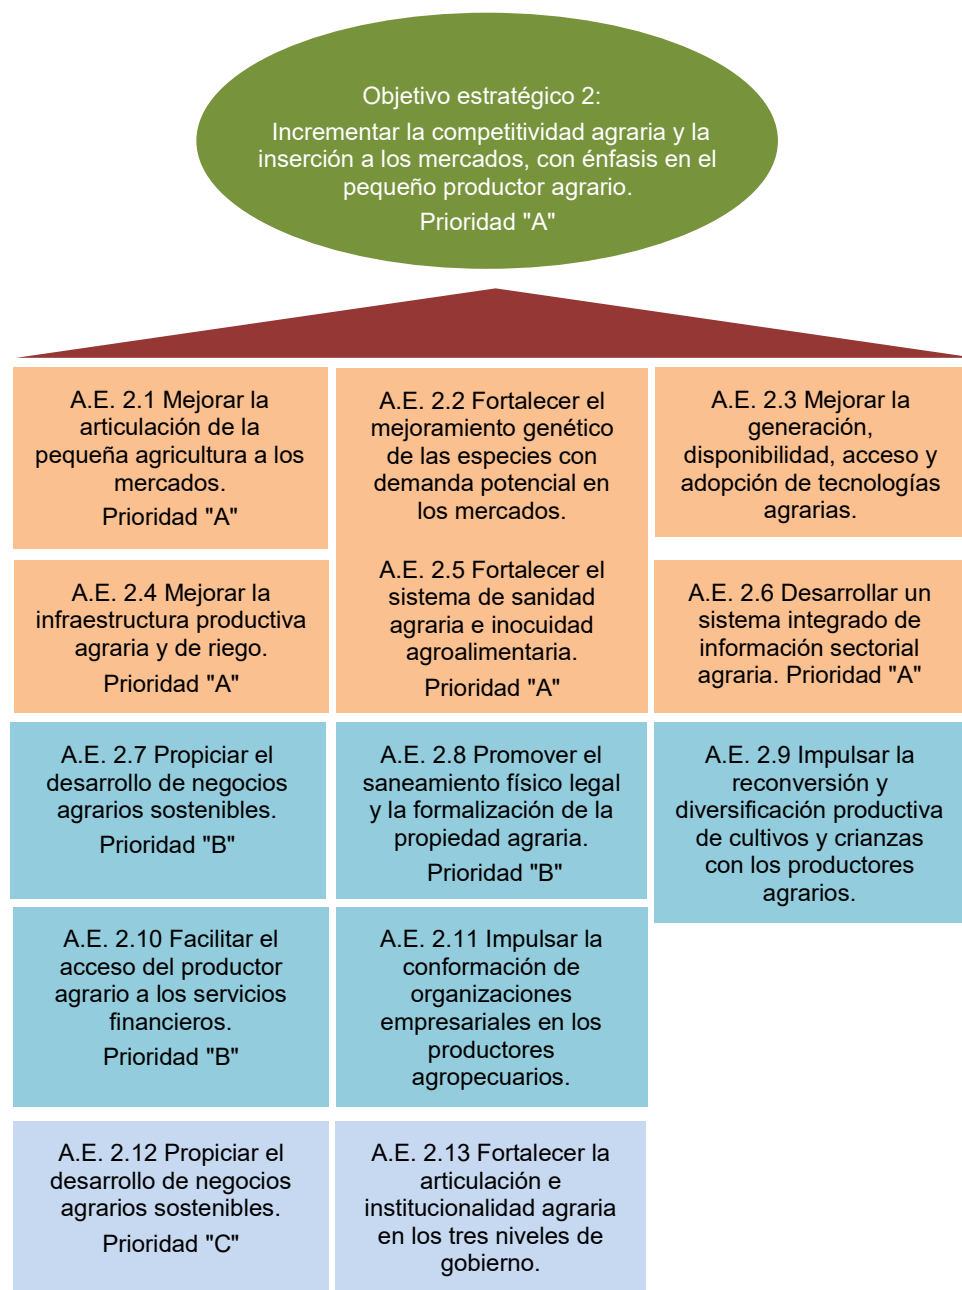 Objetivo estratégico 2:
Incrementar la competitividad agraria y la
inserción a los mercados, con énfasis en el
pequeño productor agrario.
Prioridad "A"
A.E. 2.1 Mejorar la
articulación de la
pequeña agricultura a los
mercados.
Prioridad "A"
A.E. 2.2 Fortalecer el
mejoramiento genético
de las especies con
demanda potencial en
los mercados.
A.E. 2.3 Mejorar la
generación,
disponibilidad, acceso y
adopción de tecnologías
agrarias.
A.E. 2.4 Mejorar la
infraestructura productiva
agraria y de riego.
Prioridad "A"
A.E. 2.5 Fortalecer el
sistema de sanidad
agraria e inocuidad
agroalimentaria.
Prioridad "A"
A.E. 2.6 Desarrollar un
sistema integrado de
información sectorial
agraria. Prioridad "A"
A.E. 2.7 Propiciar el
desarrollo de negocios
agrarios sostenibles.
Prioridad "B"
A.E. 2.8 Promover el
saneamiento físico legal
y la formalización de la
propiedad agraria.
Prioridad "B"
A.E. 2.9 Impulsar la
reconversión y
diversificación productiva
de cultivos y crianzas
con los productores
agrarios.
A.E. 2.10 Facilitar el
acceso del productor
agrario a los servicios
financieros.
Prioridad "B"
A.E. 2.11 Impulsar la
conformación de
organizaciones
empresariales en los
productores
agropecuarios.
A.E. 2.12 Propiciar el
desarrollo de negocios
agrarios sostenibles.
Prioridad "C"
A.E. 2.13 Fortalecer la
articulación e
institucionalidad agraria
en los tres niveles de
gobierno.